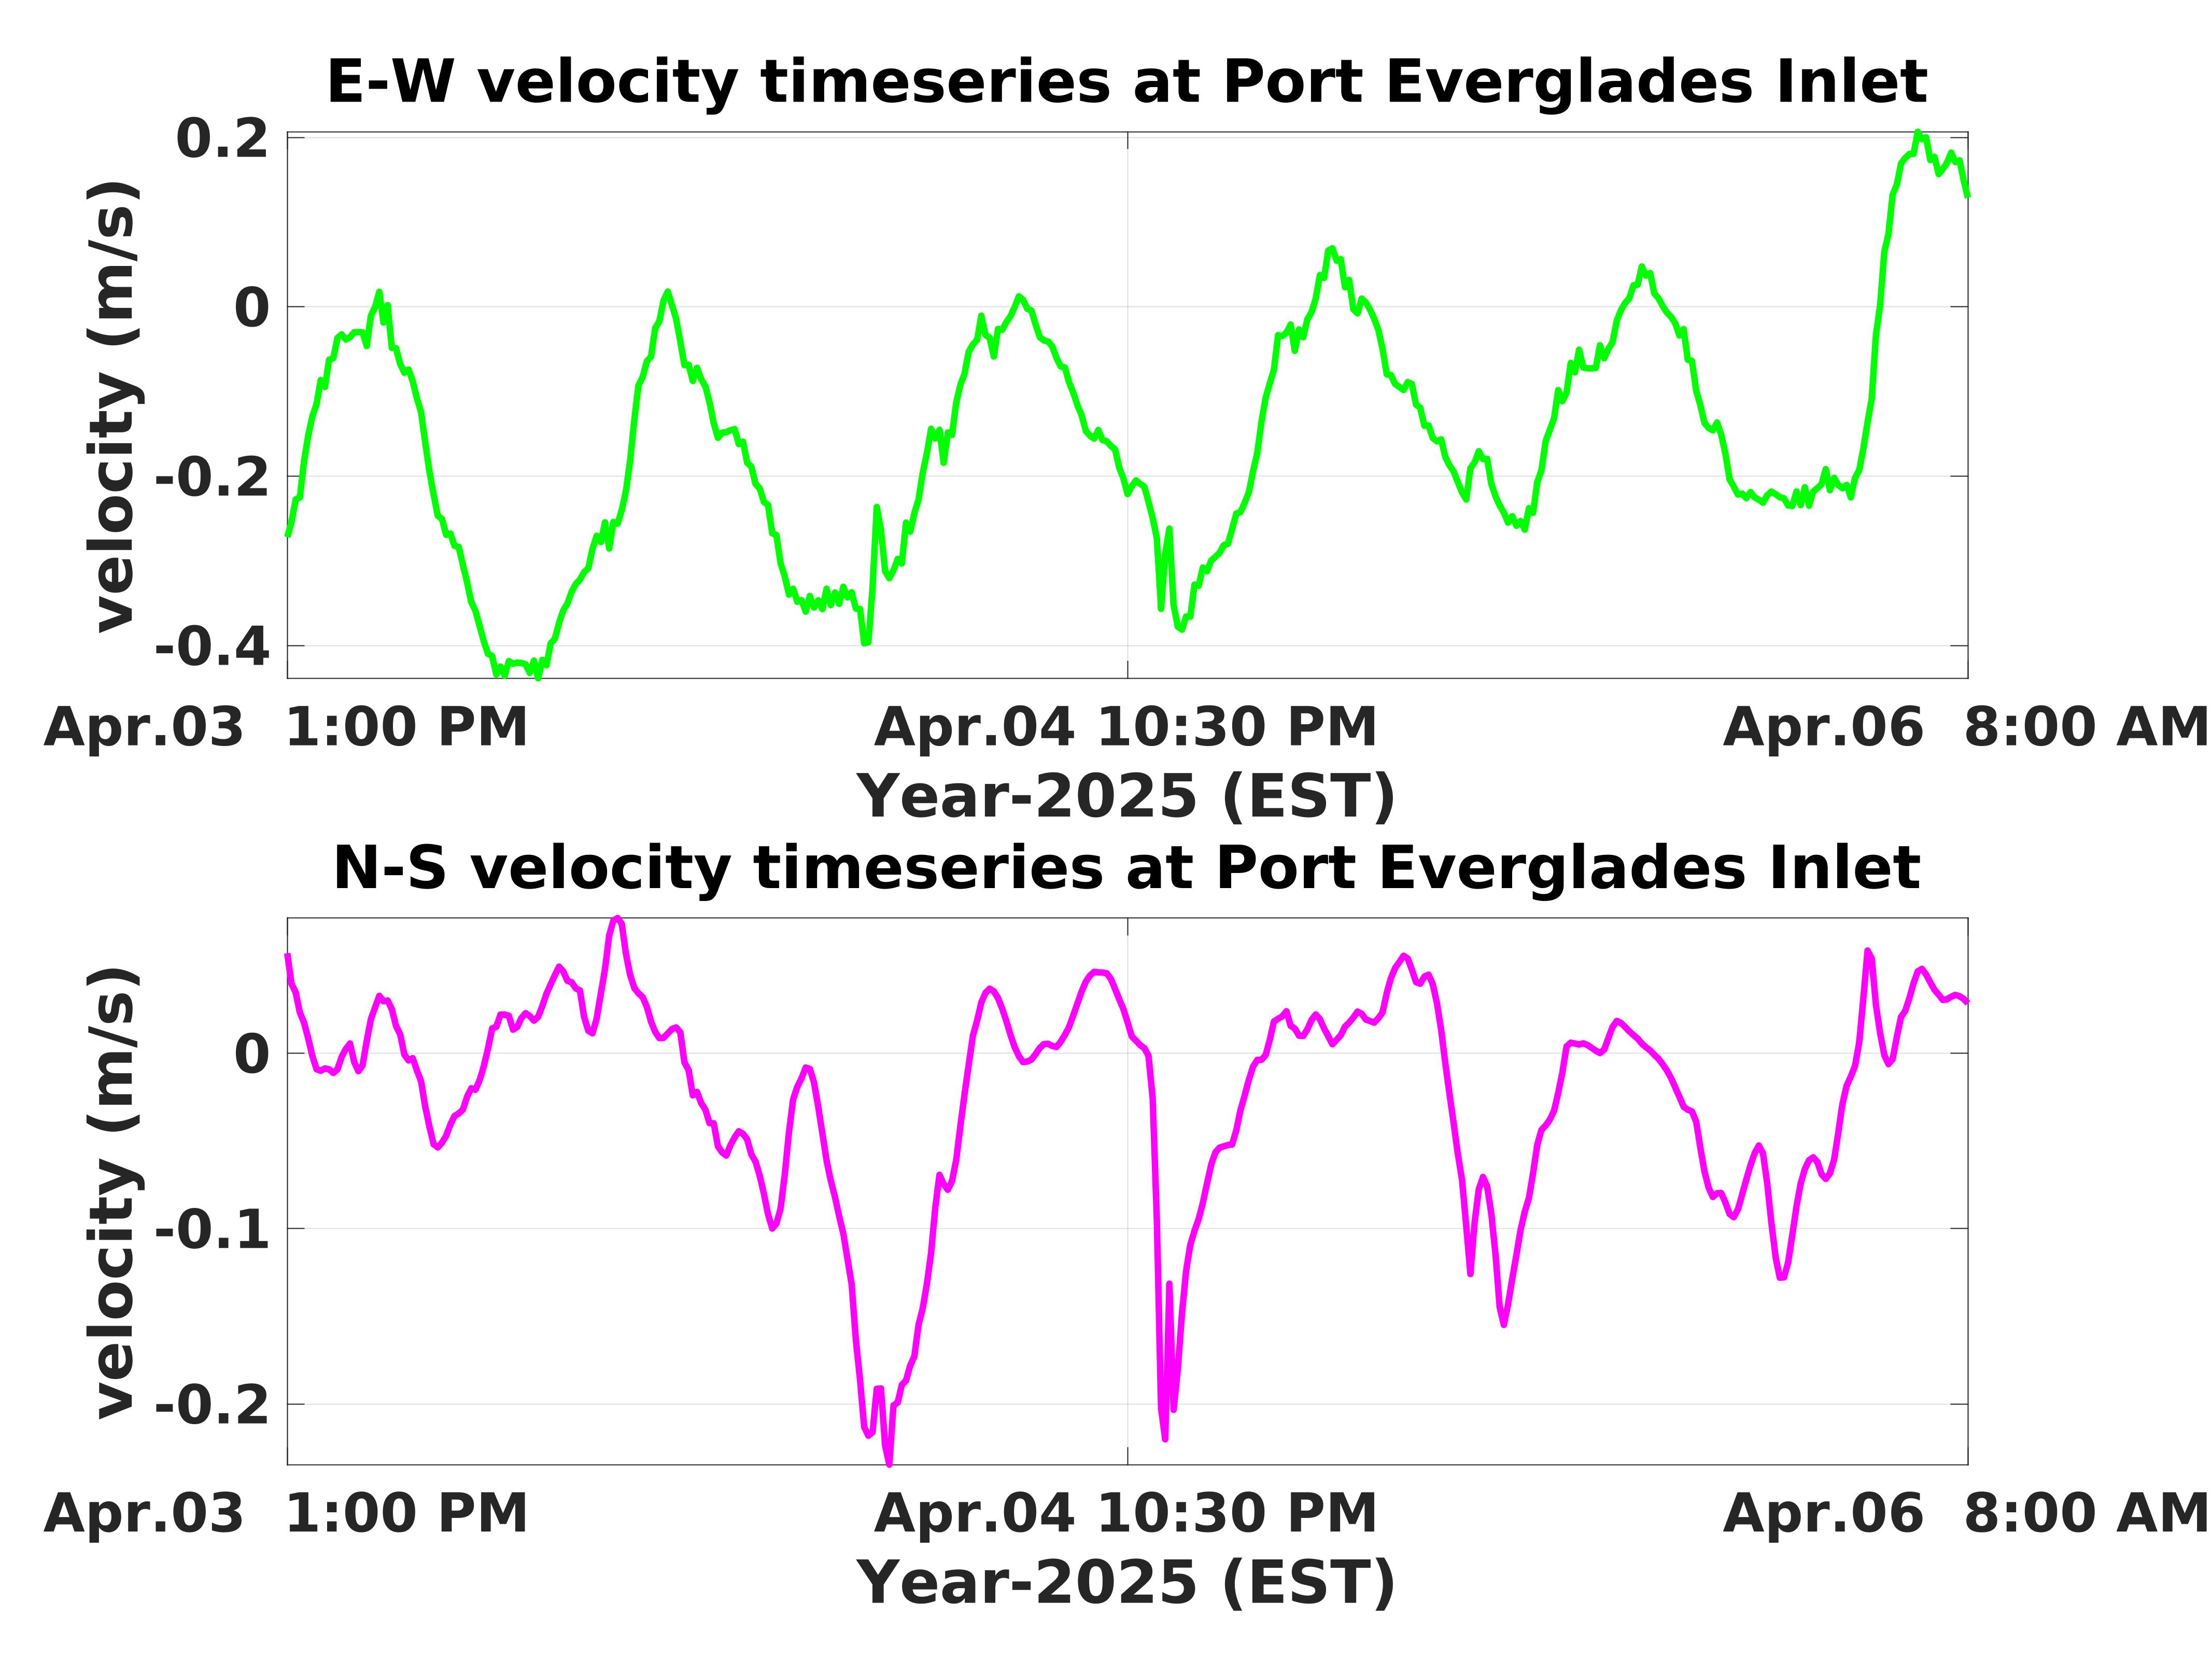 E-W velocity timeseries at Port Everglades Inlet
velocity (m/s)
0.2
0
-0.2
-0.4
Apr.03  1:00 PM
Apr.04 10:30 PM
Apr.06  8:00 AM
Year-2025 (EST)
N-S velocity timeseries at Port Everglades Inlet
velocity (m/s)
0
-0.1
-0.2
Apr.03  1:00 PM
Apr.04 10:30 PM
Apr.06  8:00 AM
Year-2025 (EST)